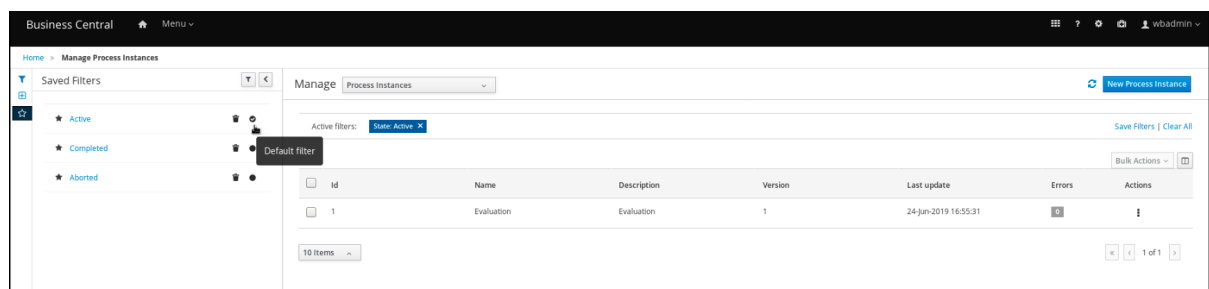 Business Central Menu ? wbadmin
Home » Manage Process Instances
Saved Filters
Active
Completed
Aborted
Default filter
Manage Process Instances New Process Instance
Active filters: State: Active X Save Filters | Clear All
Bulk Actions
Id Name Description Version Last update Errors Actions
1 Evaluation Evaluation 1 24-Jun-2019 16:55:31 0
10 Items « < 1 of 1 >